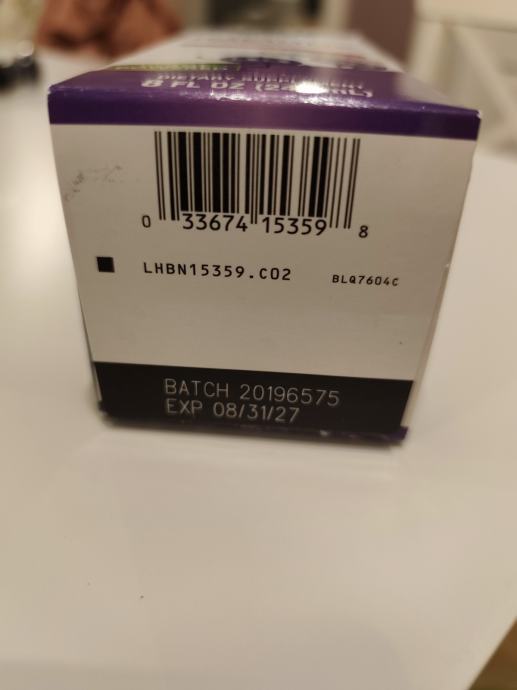 DIETARY SUPPLEMENT
8 FL OZ
0 33674 15359 8
LHBN15359.C02 BLQ7604C
BATCH 20196575
EXP 08/31/27